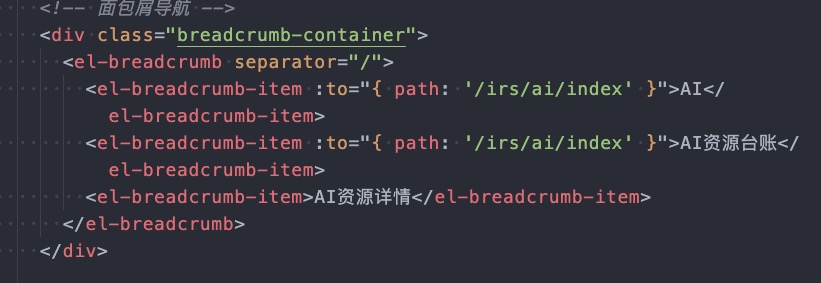 <!-- 面包屑导航 -->
<div class="breadcrumb-container">
<el-breadcrumb separator="/">
<el-breadcrumb-item :to="{ path: '/irs/ai/index' }">AI</
el-breadcrumb-item>
<el-breadcrumb-item :to="{ path: '/irs/ai/index' }">AI资源台账</
el-breadcrumb-item>
<el-breadcrumb-item>AI资源详情</el-breadcrumb-item>
</el-breadcrumb>
</div>